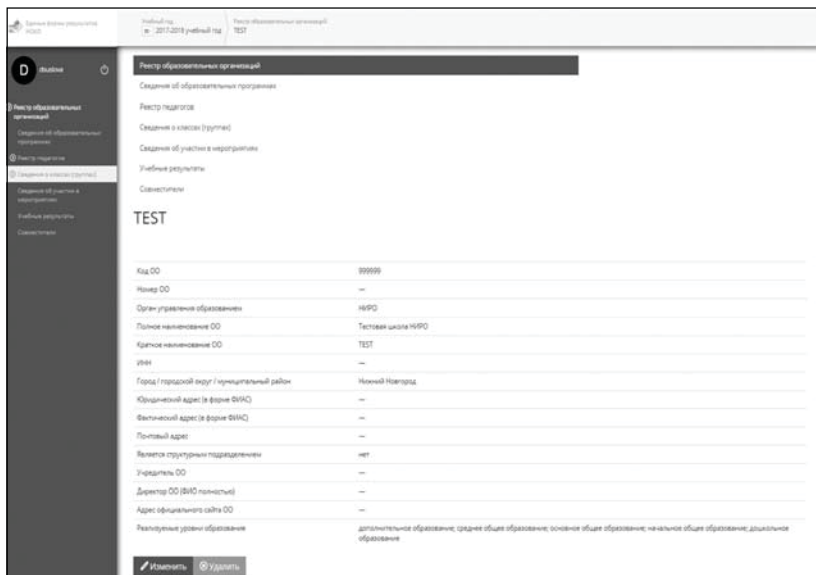 Единые формы результатов
НСКО
Учебный год
2017-2018 учебный год
Реестр образовательных организаций
TEST
D
Реестр образовательных
организаций
Сведения об образовательных
программах
Реестр педагогов
Сведения о классах (группах)
Сведения об участии в
мероприятиях
Учебные результаты
Совместители
Реестр образовательных организаций
Сведения об образовательных программах
Реестр педагогов
Сведения о классах (группах)
Сведения об участии в мероприятиях
Учебные результаты
Совместители
TEST
Код ОО 999999
Номер ОО —
Орган управления образованием НИРО
Полное наименование ОО Тестовая школа НИРО
Краткое наименование ОО TEST
ИНН —
Город / городской округ / муниципальный район Нижний Новгород
Юридический адрес (в форме ФИАС) —
Фактический адрес (в форме ФИАС) —
Почтовый адрес —
Является структурным подразделением нет
Учредитель ОО —
Директор ОО (ФИО полностью) —
Адрес официального сайта ОО —
Реализуемые уровни образования дополнительное образование; среднее общее образование; основное общее образование; начальное общее образование; дошкольное
образование
Изменить Удалить